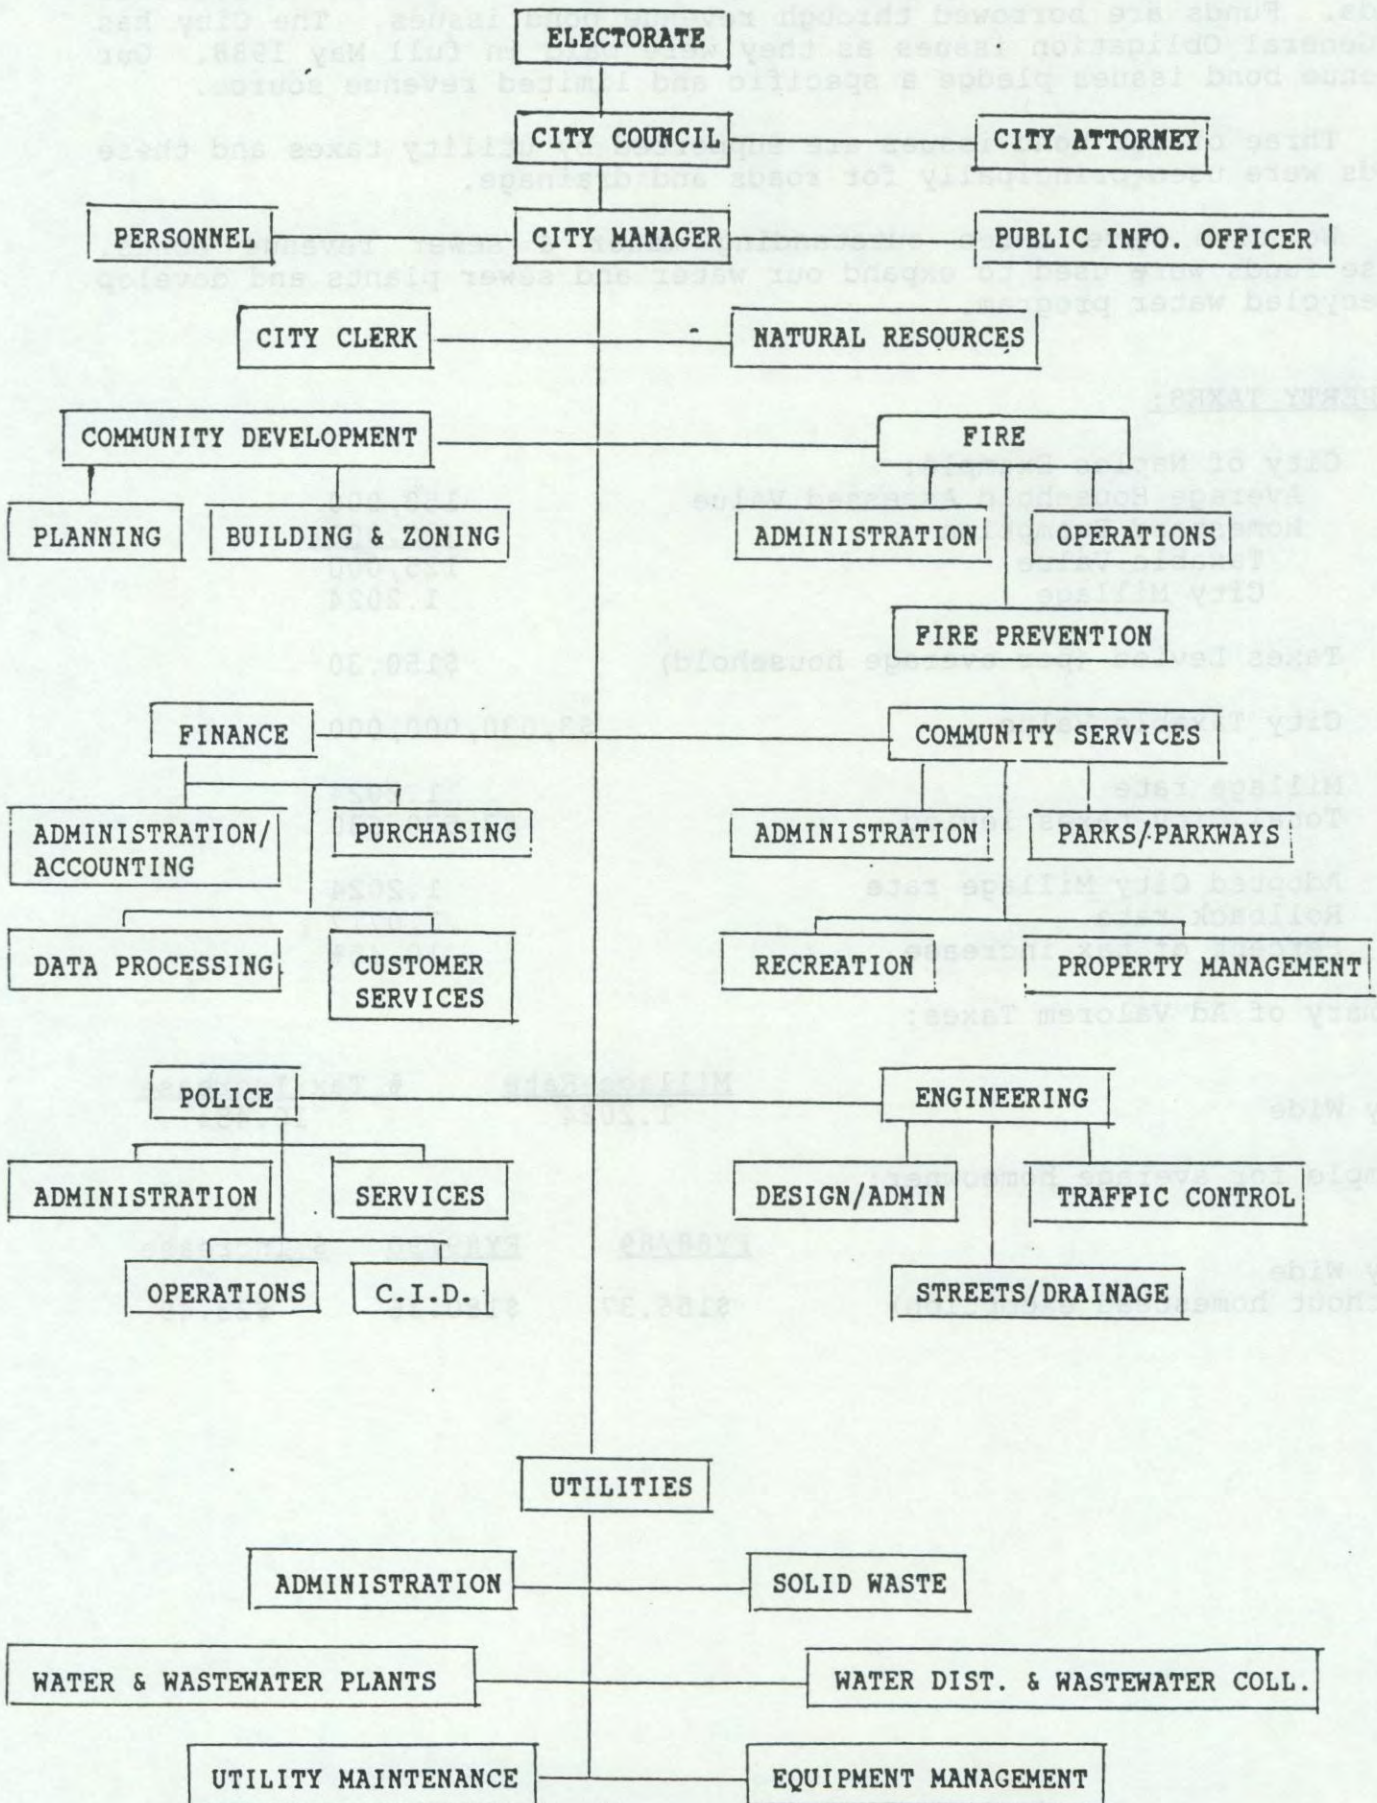 ELECTORATE
CITY COUNCIL
CITY ATTORNEY
PERSONNEL
CITY MANAGER
PUBLIC INFO. OFFICER
CITY CLERK
NATURAL RESOURCES
COMMUNITY DEVELOPMENT
FIRE
PLANNING
BUILDING & ZONING
ADMINISTRATION
OPERATIONS
FIRE PREVENTION
FINANCE
COMMUNITY SERVICES
ADMINISTRATION/
ACCOUNTING
PURCHASING
ADMINISTRATION
PARKS/PARKWAYS
DATA PROCESSING
CUSTOMER
SERVICES
RECREATION
PROPERTY MANAGEMENT
POLICE
ENGINEERING
ADMINISTRATION
SERVICES
DESIGN/ADMIN
TRAFFIC CONTROL
OPERATIONS
C.I.D.
STREETS/DRAINAGE
UTILITIES
ADMINISTRATION
SOLID WASTE
WATER & WASTEWATER PLANTS
WATER DIST. & WASTEWATER COLL.
UTILITY MAINTENANCE
EQUIPMENT MANAGEMENT